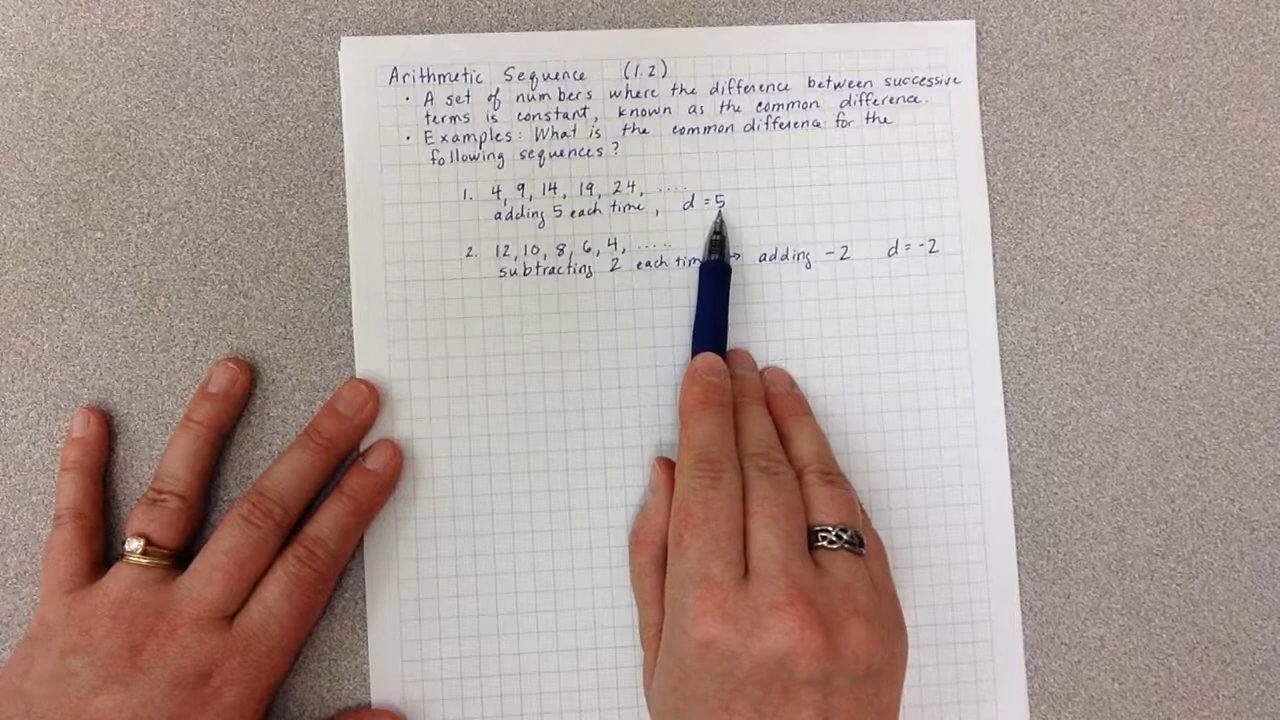 Arithmetic Sequence (1.2)
• A set of numbers where the difference between successive
terms is constant, known as the common difference.
• Examples: What is the common difference for the
following sequences?
1. 4, 9, 14, 19, 24, ....
adding 5 each time, d = 5
2. 12, 10, 8, 6, 4, ....
subtracting 2 each → adding -2 d = -2